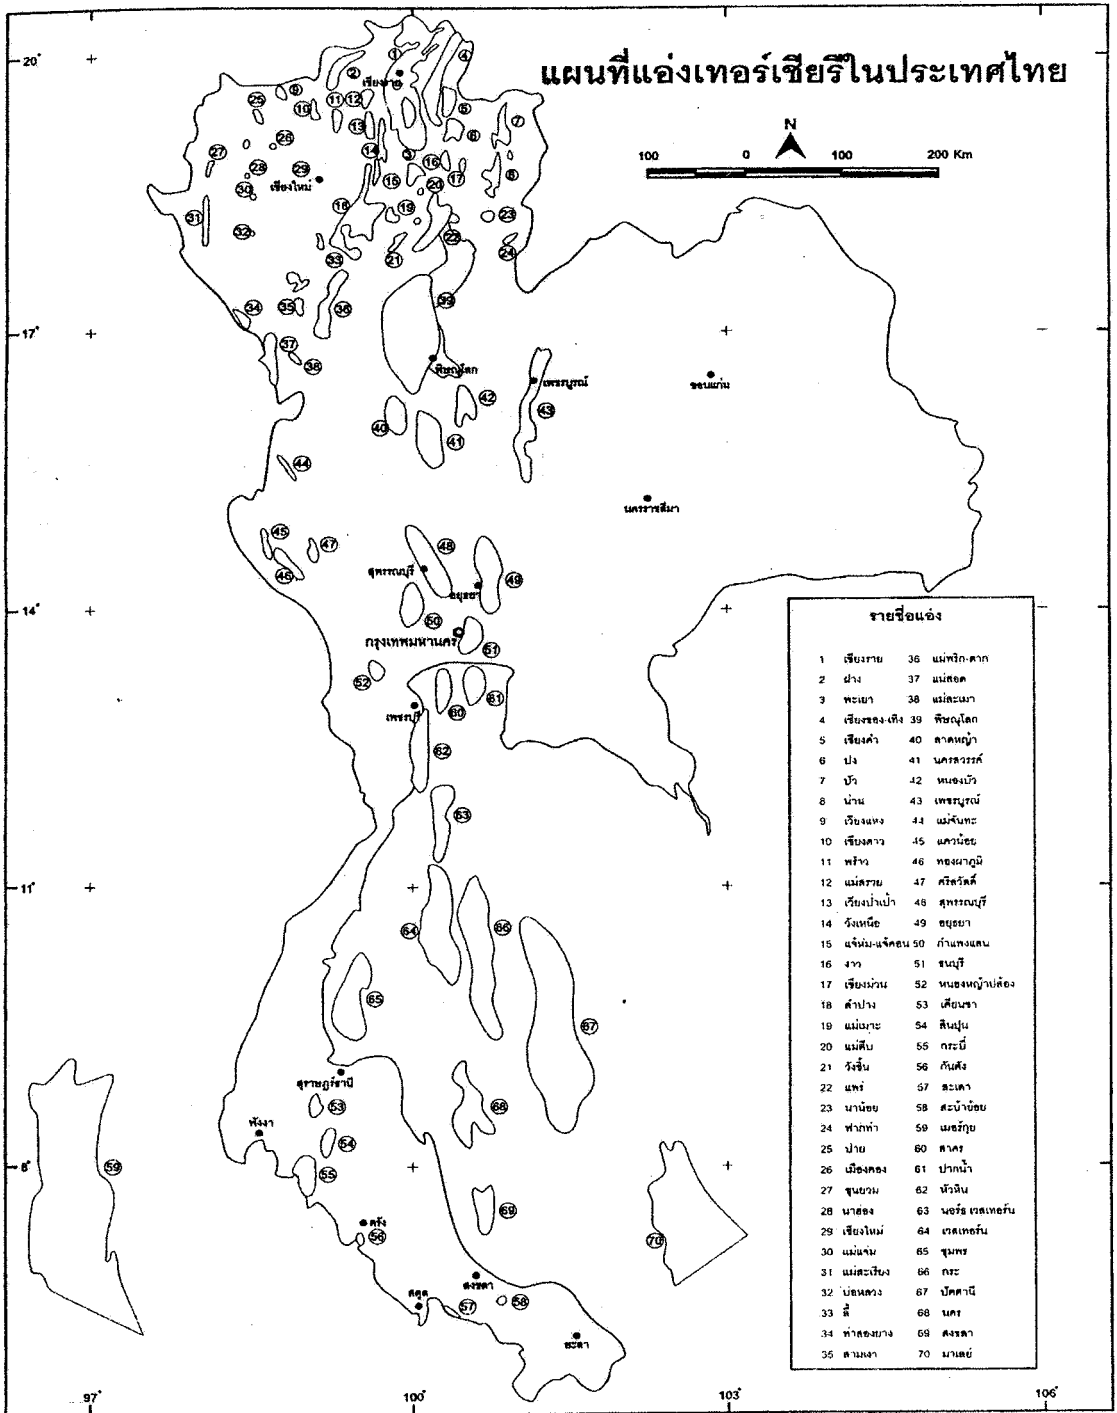 แผนที่แอ่งเทอร์เชียรีในประเทศไทย
N
100 0 100 200 Km
20°
17°
14°
11°
8°
97° 100° 103° 106°
เชียงราย
เชียงใหม่
พิษณุโลก
เพชรบูรณ์
ขอนแก่น
นครราชสีมา
สุพรรณบุรี
อยุธยา
กรุงเทพมหานคร
เพชรบุรี
สุราษฎร์ธานี
พังงา
ตรัง
สงขลา
สตูล
ยะลา
รายชื่อแอ่ง
1 เชียงราย 36 แม่พริก-ตาก
2 ฝาง 37 แม่สอด
3 พะเยา 38 แม่ละเมา
4 เชียงของ-เทิง 39 พิษณุโลก
5 เชียงคำ 40 ลาดหญ้า
6 ปง 41 นครสวรรค์
7 ปัว 42 หนองบัว
8 น่าน 43 เพชรบูรณ์
9 เวียงแหง 44 แม่จันทะ
10 เชียงดาว 45 แควน้อย
11 พร้าว 46 ทองผาภูมิ
12 แม่สรวย 47 ศรีสวัสดิ์
13 เวียงป่าเป้า 48 สุพรรณบุรี
14 วังเหนือ 49 อยุธยา
15 แจ้ห่ม-แจ้คอน 50 กำแพงแสน
16 งาว 51 ธนบุรี
17 เชียงม่วน 52 หนองหญ้าปล้อง
18 ลำปาง 53 เคียนซา
19 แม่เมาะ 54 สินปุน
20 แม่ตีบ 55 กระบี่
21 วังชิ้น 56 กันตัง
22 แพร่ 57 สะเดา
23 นาน้อย 58 สะบ้าย้อย
24 ฟากท่า 59 เมอร์กุย
25 ปาย 60 สาคร
26 เมืองคอง 61 ปากน้ำ
27 ขุนยวม 62 หัวหิน
28 นาฮ่อง 63 นอร์ธ เวสเทอร์น
29 เชียงใหม่ 64 เวสเทอร์น
30 แม่แจ่ม 65 ชุมพร
31 แม่สะเรียง 66 กระ
32 บ่อหลวง 67 ปัตตานี
33 ลี้ 68 นคร
34 ท่าสองยาง 69 สงขลา
35 สามเงา 70 มาเลย์